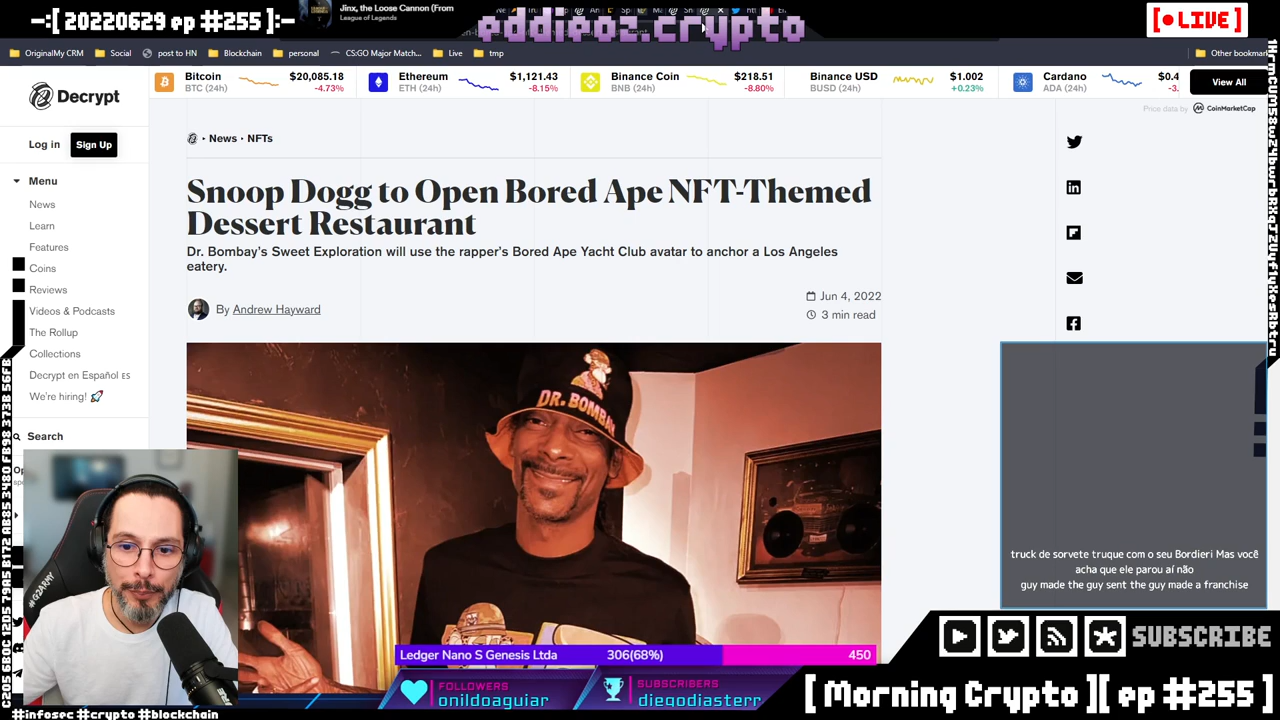 -:[ 20220629 ep #255 ]:-
Jinx, the Loose Cannon (From
League of Legends
eddieoz.crypto
[ LIVE ]
OriginalMy CRM
Social
post to HN
Blockchain
personal
CS:GO Major Match...
Live
tmp
Other bookmar
Decrypt
Bitcoin
BTC (24h)
$20,085.18
-3.73%
Ethereum
ETH (24h)
$1,121.43
-8.15%
Binance Coin
BNB (24h)
$218.51
-8.80%
Binance USD
BUSD (24h)
$1.002
+0.23%
Cardano
ADA (24h)
$0.4
-3.
View All
Price data by CoinMarketCap
Log in
Sign Up
Menu
News
Learn
Features
Coins
Reviews
Videos & Podcasts
The Rollup
Collections
Decrypt en Español ES
We're hiring! 🚀
Search
News · NFTs
Snoop Dogg to Open Bored Ape NFT-Themed
Dessert Restaurant
Dr. Bombay's Sweet Exploration will use the rapper's Bored Ape Yacht Club avatar to anchor a Los Angeles
eatery.
By Andrew Hayward
Jun 4, 2022
3 min read
DR. BOMBAY
truck de sorvete truque com o seu Bordieri Mas você
acha que ele parou aí não
guy made the guy sent the guy made a franchise
Ledger Nano S Genesis Ltda
306(68%)
450
FOLLOWERS
onildoaguiar
SUBSCRIBERS
diegodiasterr
SUBSCRIBE
[ Morning Crypto ][ ep #255 ]
#infosec #crypto #blockchain